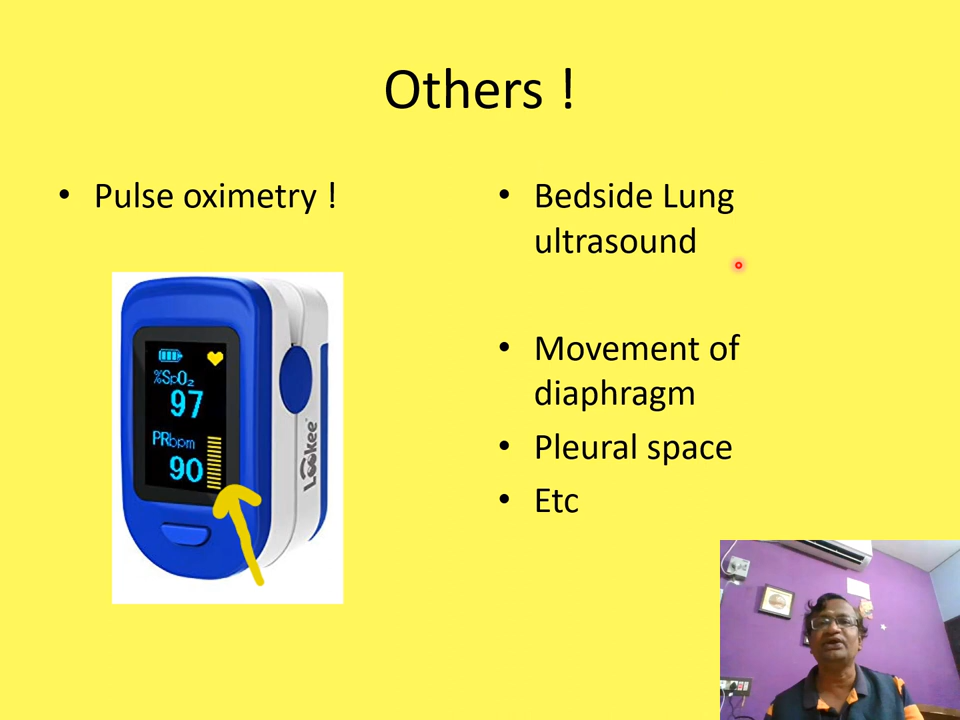 Others !
• Pulse oximetry !
%SpO₂
97
PRbpm
90
Lookee
• Bedside Lung
ultrasound
• Movement of
diaphragm
• Pleural space
• Etc